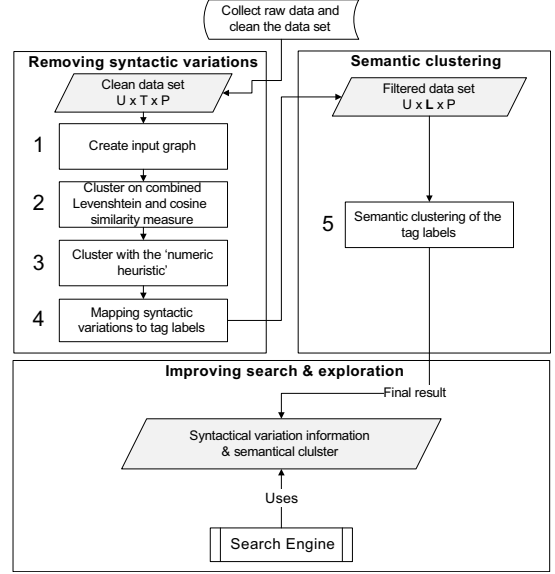 Collect raw data and
clean the data set
Removing syntactic variations
Clean data set
U x T x P
1
Create input graph
2
Cluster on combined
Levenshtein and cosine
similarity measure
3
Cluster with the ‘numeric
heuristic’
4
Mapping syntactic
variations to tag labels
Semantic clustering
Filtered data set
U x L x P
5
Semantic clustering of the
tag labels
Improving search & exploration
Final result
Syntactical variation information
& semantical clulster
Uses
Search Engine